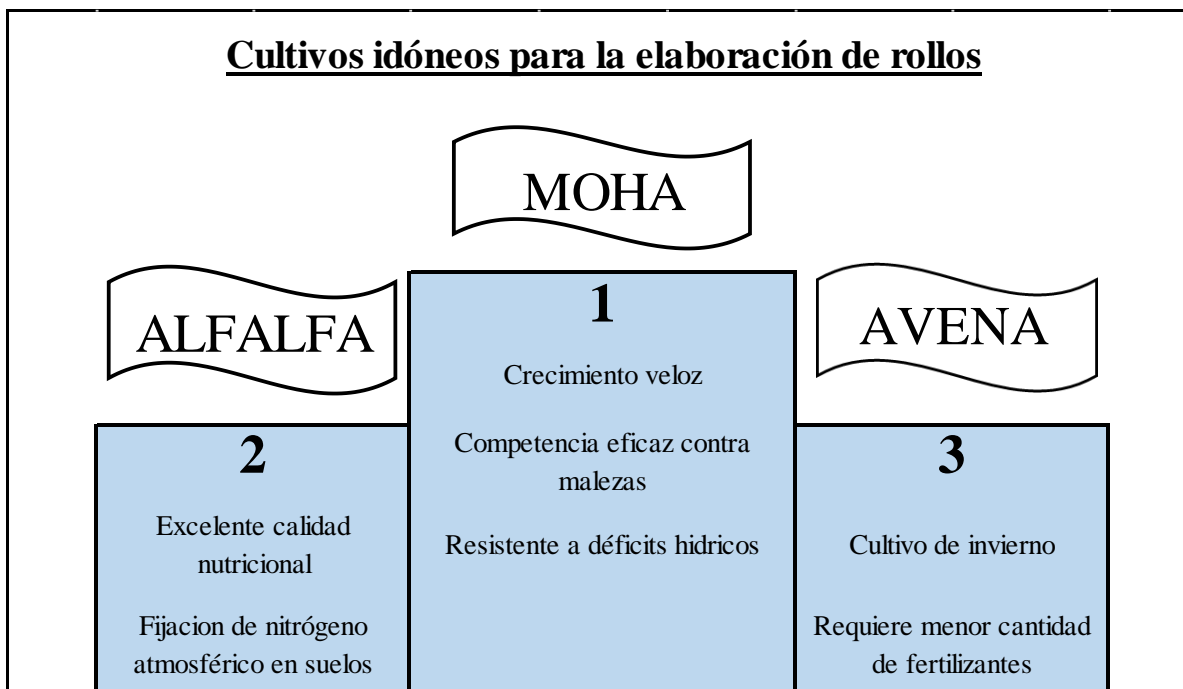 Cultivos idóneos para la elaboración de rollos
MOHA
1
Crecimiento veloz
Competencia eficaz contra
malezas
Resistente a déficits hidricos
ALFALFA
2
Excelente calidad
nutricional
Fijacion de nitrógeno
atmosférico en suelos
AVENA
3
Cultivo de invierno
Requiere menor cantidad
de fertilizantes